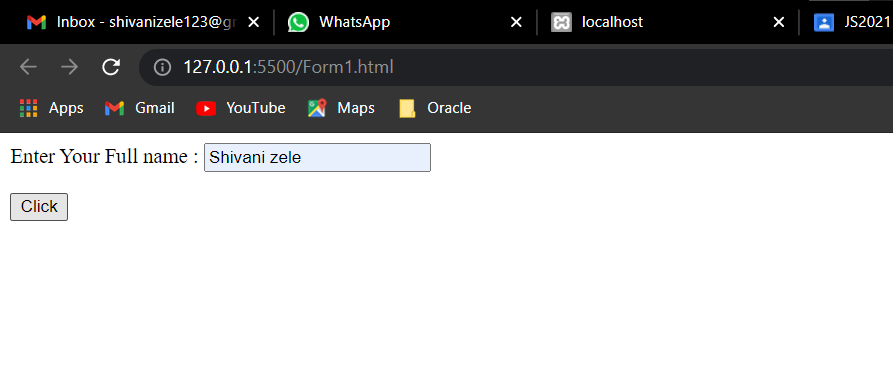 Inbox - shivanizele123@gr WhatsApp localhost JS2021
127.0.0.1:5500/Form1.html
Apps Gmail YouTube Maps Oracle
Enter Your Full name : Shivani zele
Click